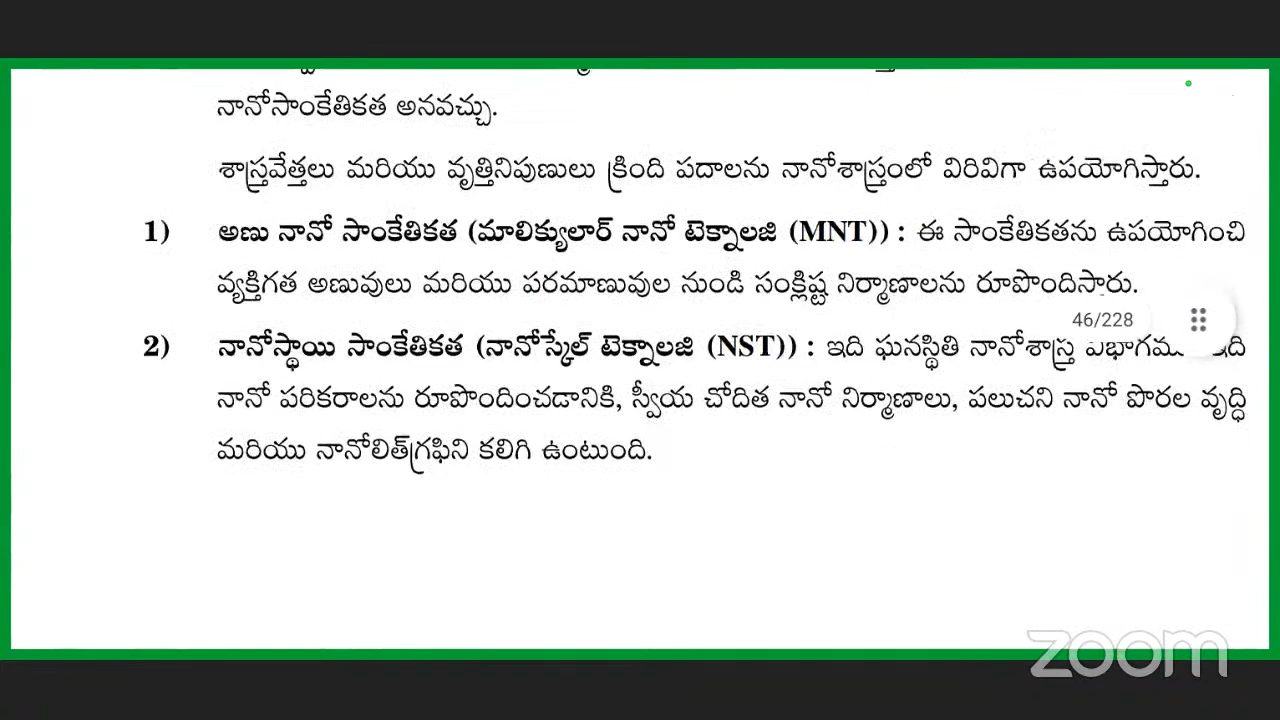 నానోసాంకేతికత అనవచ్చు.
శాస్త్రవేత్తలు మరియు వృత్తినిపుణులు క్రింది పదాలను నానోశాస్త్రంలో విరివిగా ఉపయోగిస్తారు.
1) అణు నానో సాంకేతికత (మాలిక్యులార్ నానో టెక్నాలజి (MNT)) : ఈ సాంకేతికతను ఉపయోగించి
వ్యక్తిగత అణువులు మరియు పరమాణువుల నుండి సంక్లిష్ట నిర్మాణాలను రూపొందిస్తారు.
46/228
2) నానోస్థాయి సాంకేతికత (నానోస్కేల్ టెక్నాలజి (NST)) : ఇది ఘనస్థితి నానోశాస్త్ర
నానో పరికరాలను రూపొందించడానికి, స్వీయ చోదిత నానో నిర్మాణాలు, పలుచని నానో పొరల వృద్ధి
మరియు నానోలిత్‌గ్రఫిని కలిగి ఉంటుంది.
zoom